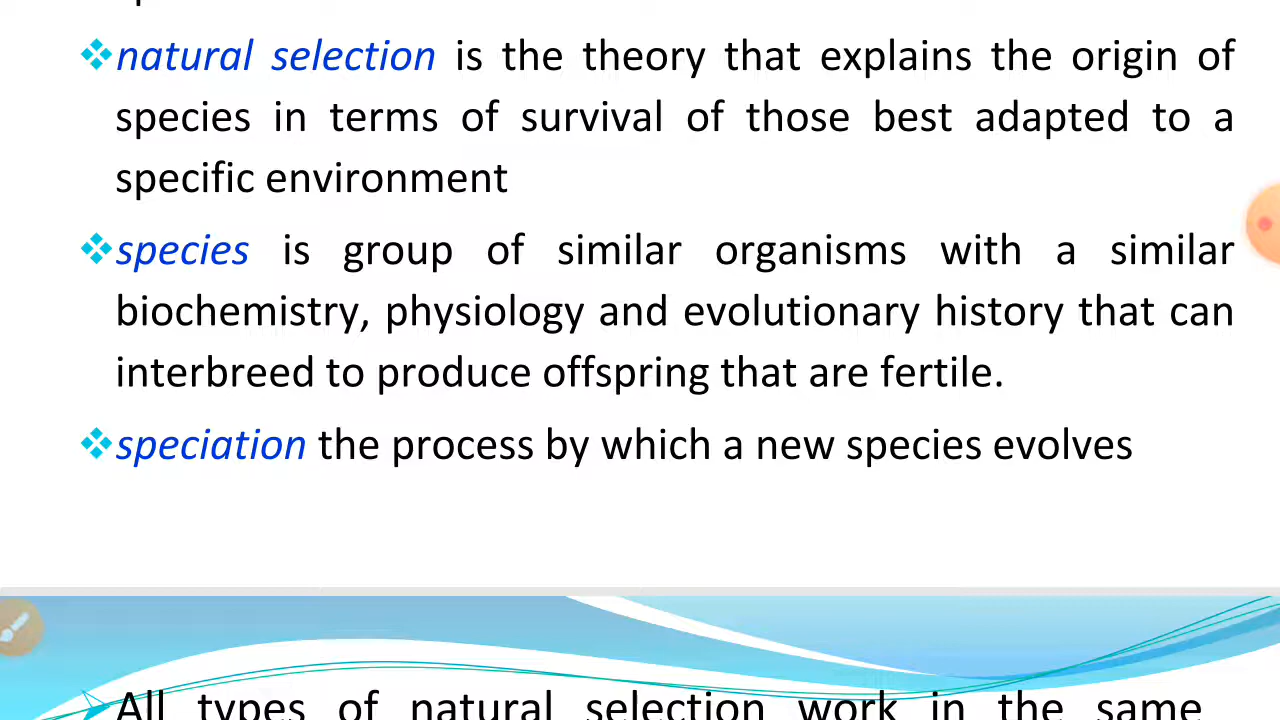 natural selection is the theory that explains the origin of
species in terms of survival of those best adapted to a
specific environment
species is group of similar organisms with a similar
biochemistry, physiology and evolutionary history that can
interbreed to produce offspring that are fertile.
speciation the process by which a new species evolves
All types of natural selection work in the same